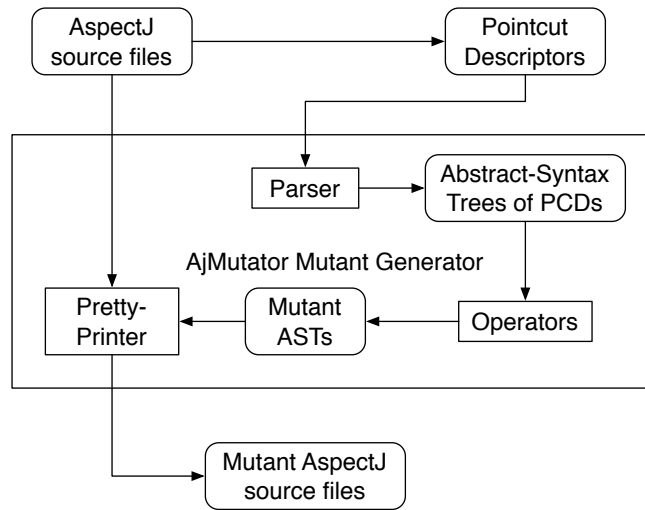 AspectJ
source files
Pointcut
Descriptors
Parser
Abstract-Syntax
Trees of PCDs
AjMutator Mutant Generator
Pretty-
Printer
Mutant
ASTs
Operators
Mutant AspectJ
source files